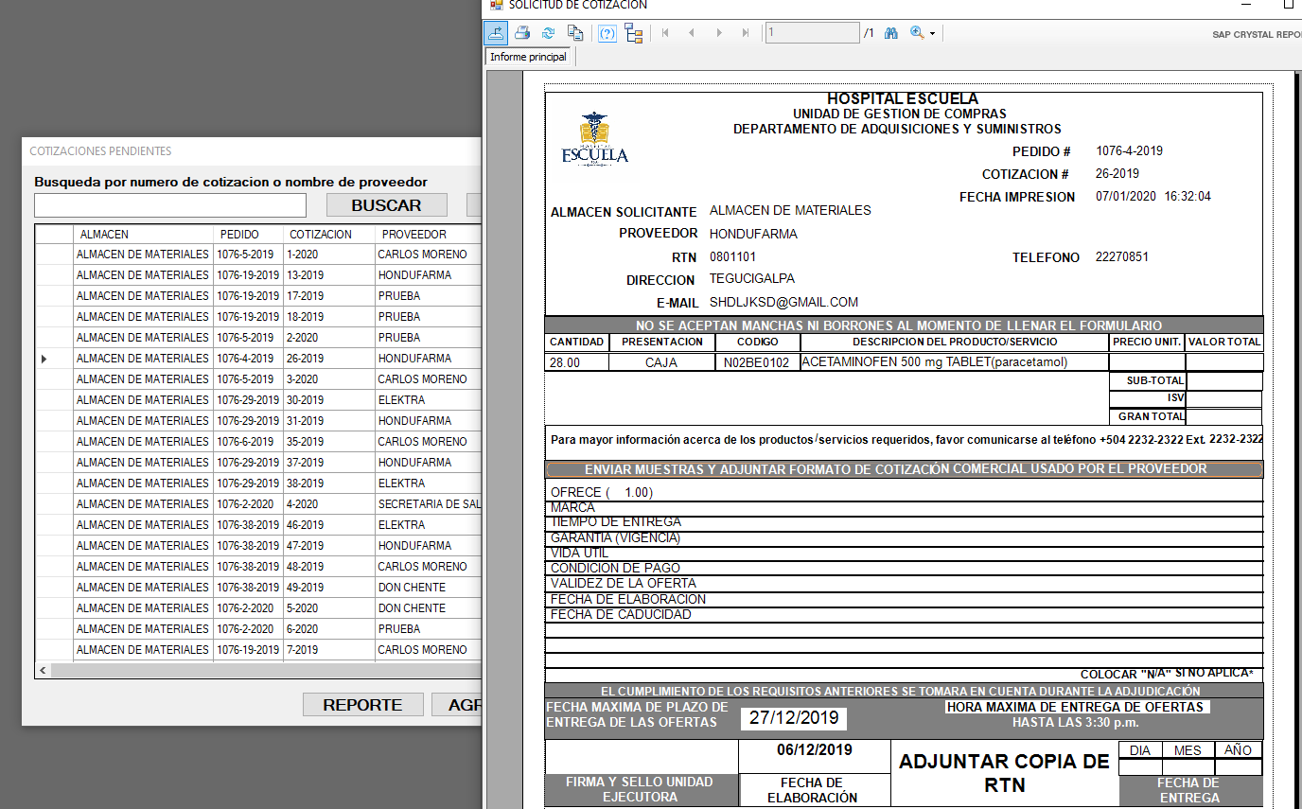 SOLICITUD DE COTIZACION
1 /1
SAP CRYSTAL REPO
Informe principal
COTIZACIONES PENDIENTES
Busqueda por numero de cotizacion o nombre de proveedor
BUSCAR
ALMACEN PEDIDO COTIZACION PROVEEDOR
ALMACEN DE MATERIALES 1076-5-2019 1-2020 CARLOS MORENO
ALMACEN DE MATERIALES 1076-19-2019 13-2019 HONDUFARMA
ALMACEN DE MATERIALES 1076-19-2019 17-2019 PRUEBA
ALMACEN DE MATERIALES 1076-19-2019 18-2019 PRUEBA
ALMACEN DE MATERIALES 1076-5-2019 2-2020 PRUEBA
ALMACEN DE MATERIALES 1076-4-2019 26-2019 HONDUFARMA
ALMACEN DE MATERIALES 1076-5-2019 3-2020 CARLOS MORENO
ALMACEN DE MATERIALES 1076-29-2019 30-2019 ELEKTRA
ALMACEN DE MATERIALES 1076-29-2019 31-2019 HONDUFARMA
ALMACEN DE MATERIALES 1076-6-2019 35-2019 CARLOS MORENO
ALMACEN DE MATERIALES 1076-29-2019 37-2019 HONDUFARMA
ALMACEN DE MATERIALES 1076-29-2019 38-2019 ELEKTRA
ALMACEN DE MATERIALES 1076-2-2020 4-2020 SECRETARIA DE SAL
ALMACEN DE MATERIALES 1076-38-2019 46-2019 ELEKTRA
ALMACEN DE MATERIALES 1076-38-2019 47-2019 HONDUFARMA
ALMACEN DE MATERIALES 1076-38-2019 48-2019 CARLOS MORENO
ALMACEN DE MATERIALES 1076-38-2019 49-2019 DON CHENTE
ALMACEN DE MATERIALES 1076-2-2020 5-2020 DON CHENTE
ALMACEN DE MATERIALES 1076-2-2020 6-2020 PRUEBA
ALMACEN DE MATERIALES 1076-19-2019 7-2019 CARLOS MORENO
REPORTE AGR
HOSPITAL ESCUELA
UNIDAD DE GESTION DE COMPRAS
DEPARTAMENTO DE ADQUISICIONES Y SUMINISTROS
ESCUELA
PEDIDO # 1076-4-2019
COTIZACION # 26-2019
FECHA IMPRESION 07/01/2020 16:32:04
ALMACEN SOLICITANTE ALMACEN DE MATERIALES
PROVEEDOR HONDUFARMA
RTN 0801101 TELEFONO 22270851
DIRECCION TEGUCIGALPA
E-MAIL SHDLJKSD@GMAIL.COM
NO SE ACEPTAN MANCHAS NI BORRONES AL MOMENTO DE LLENAR EL FORMULARIO
CANTIDAD PRESENTACION CODIGO DESCRIPCION DEL PRODUCTO/SERVICIO PRECIO UNIT. VALOR TOTAL
28.00 CAJA N02BE0102 ACETAMINOFEN 500 mg TABLET(paracetamol)
SUB-TOTAL
ISV
GRAN TOTAL
Para mayor información acerca de los productos/servicios requeridos, favor comunicarse al teléfono +504 2232-2322 Ext. 2232-2322
ENVIAR MUESTRAS Y ADJUNTAR FORMATO DE COTIZACIÓN COMERCIAL USADO POR EL PROVEEDOR
OFRECE ( 1.00)
MARCA
TIEMPO DE ENTREGA
GARANTIA (VIGENCIA)
VIDA UTIL
CONDICION DE PAGO
VALIDEZ DE LA OFERTA
FECHA DE ELABORACION
FECHA DE CADUCIDAD
COLOCAR "N/A" SI NO APLICA*
EL CUMPLIMIENTO DE LOS REQUISITOS ANTERIORES SE TOMARA EN CUENTA DURANTE LA ADJUDICACIÓN
FECHA MAXIMA DE PLAZO DE
ENTREGA DE LAS OFERTAS
27/12/2019
HORA MAXIMA DE ENTREGA DE OFERTAS
HASTA LAS 3:30 p.m.
06/12/2019
FIRMA Y SELLO UNIDAD
EJECUTORA
FECHA DE
ELABORACIÓN
ADJUNTAR COPIA DE
RTN
DIA MES AÑO
FECHA DE
ENTREGA